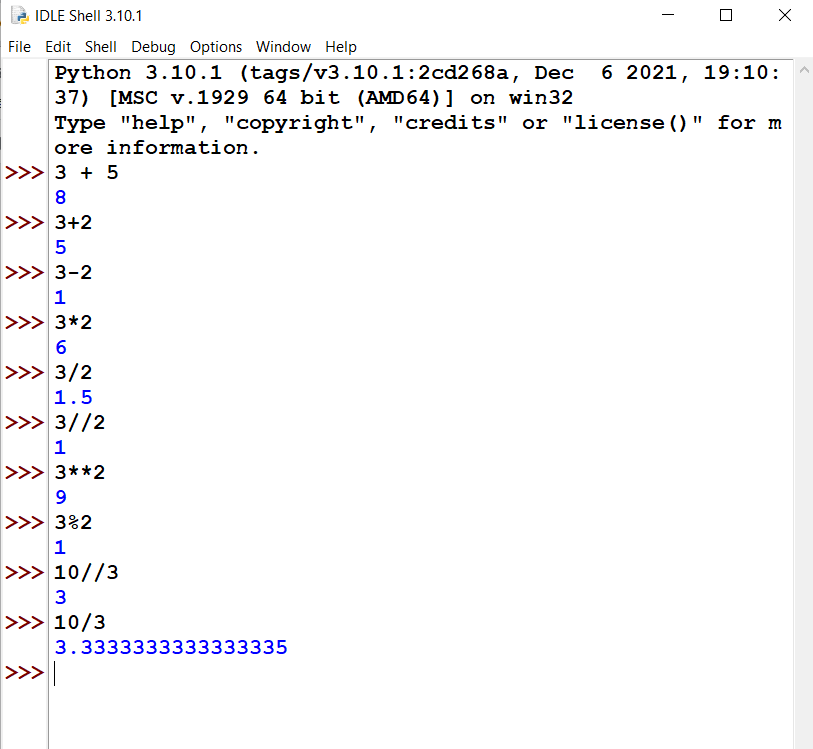 IDLE Shell 3.10.1
File Edit Shell Debug Options Window Help
Python 3.10.1 (tags/v3.10.1:2cd268a, Dec  6 2021, 19:10:
37) [MSC v.1929 64 bit (AMD64)] on win32
Type "help", "copyright", "credits" or "license()" for m
ore information.
>>> 3 + 5
8
>>> 3+2
5
>>> 3-2
1
>>> 3*2
6
>>> 3/2
1.5
>>> 3//2
1
>>> 3**2
9
>>> 3%2
1
>>> 10//3
3
>>> 10/3
3.3333333333333335
>>>